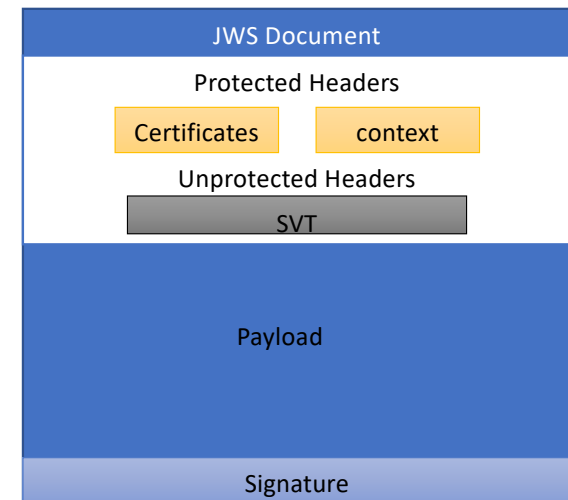 JWS Document
Protected Headers
Certificates context
Unprotected Headers
SVT
Payload
Signature